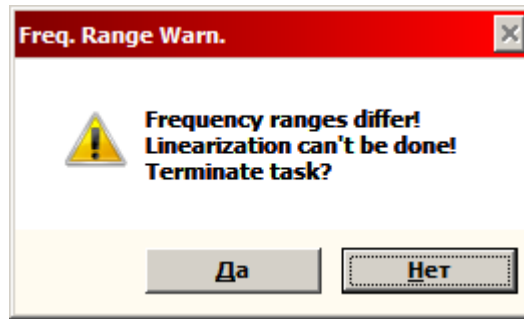 Freq. Range Warn.
Frequency ranges differ!
Linearization can't be done!
Terminate task?
Да
Нет